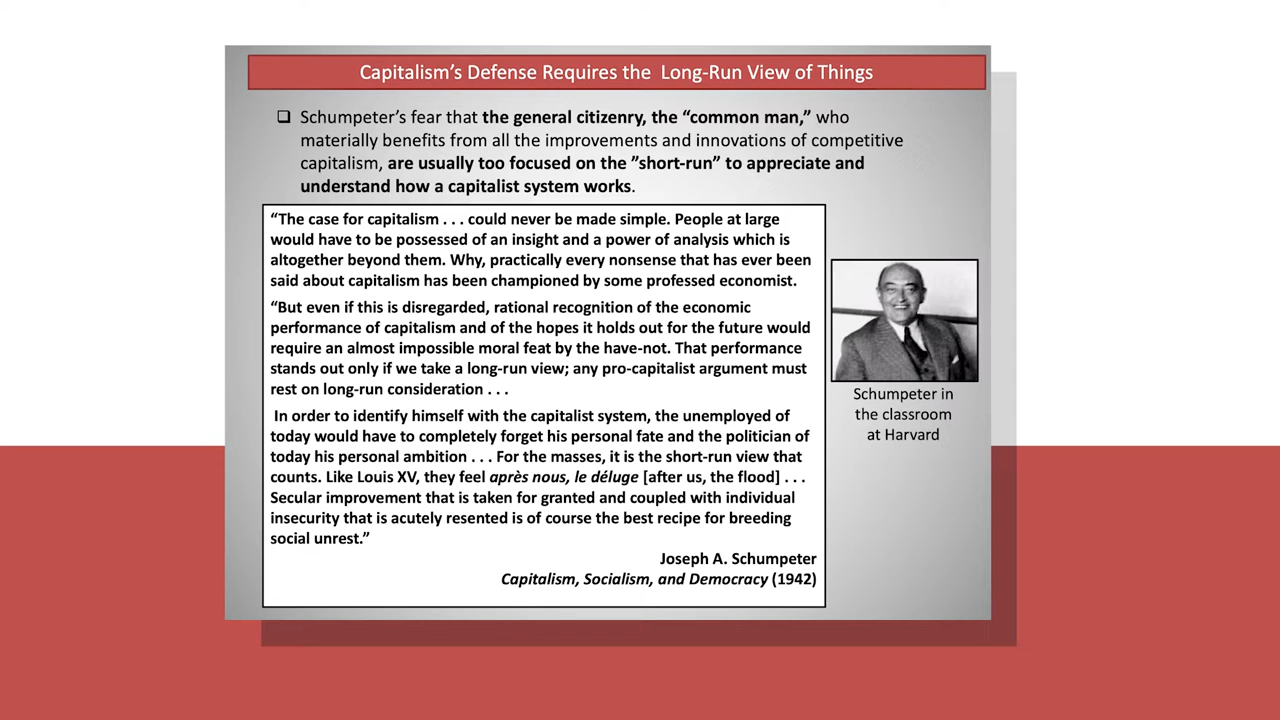 Capitalism’s Defense Requires the Long-Run View of Things
❑ Schumpeter’s fear that the general citizenry, the “common man,” who
materially benefits from all the improvements and innovations of competitive
capitalism, are usually too focused on the ”short-run” to appreciate and
understand how a capitalist system works.
“The case for capitalism . . . could never be made simple. People at large
would have to be possessed of an insight and a power of analysis which is
altogether beyond them. Why, practically every nonsense that has ever been
said about capitalism has been championed by some professed economist.
“But even if this is disregarded, rational recognition of the economic
performance of capitalism and of the hopes it holds out for the future would
require an almost impossible moral feat by the have-not. That performance
stands out only if we take a long-run view; any pro-capitalist argument must
rest on long-run consideration . . .
In order to identify himself with the capitalist system, the unemployed of
today would have to completely forget his personal fate and the politician of
today his personal ambition . . . For the masses, it is the short-run view that
counts. Like Louis XV, they feel après nous, le déluge [after us, the flood] . . .
Secular improvement that is taken for granted and coupled with individual
insecurity that is acutely resented is of course the best recipe for breeding
social unrest.”
Joseph A. Schumpeter
Capitalism, Socialism, and Democracy (1942)
Schumpeter in
the classroom
at Harvard